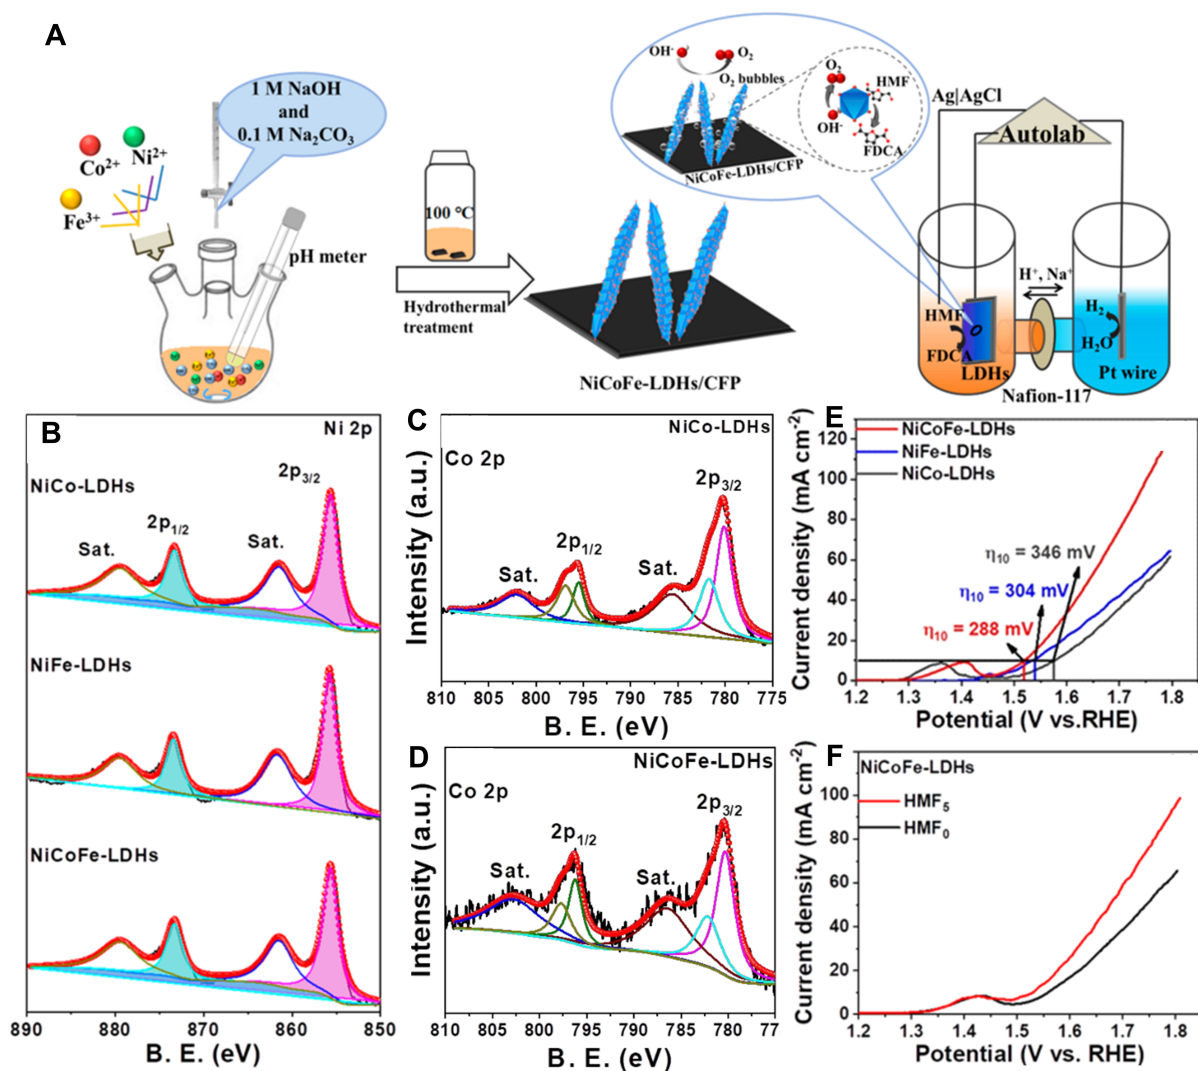 A
1 M NaOH
and
0.1 M Na₂CO₃
Co²⁺
Ni²⁺
Fe³⁺
pH meter
100 °C
Hydrothermal
treatment
NiCoFe-LDHs/CFP
OH⁻
O₂
O₂ bubbles
NiCoFe-LDHs/CFP
O₂
HMF
OH⁻
FDCA
Ag|AgCl
Autolab
H⁺, Na⁺
HMF
FDCA
LDHs
H₂
H₂O
Pt wire
Nafion-117
B
Ni 2p
NiCo-LDHs
2p₃/₂
2p₁/₂
Sat.
Sat.
NiFe-LDHs
NiCoFe-LDHs
890 880 870 860 850
B. E. (eV)
C
NiCo-LDHs
Co 2p
2p₃/₂
2p₁/₂
Sat.
Sat.
Intensity (a.u.)
810 805 800 795 790 785 780 775
B. E. (eV)
D
NiCoFe-LDHs
Co 2p
2p₃/₂
2p₁/₂
Sat.
Sat.
Intensity (a.u.)
810 805 800 795 790 785 780 77
B. E. (eV)
E
NiCoFe-LDHs
NiFe-LDHs
NiCo-LDHs
η₁₀ = 346 mV
η₁₀ = 304 mV
η₁₀ = 288 mV
Current density (mA cm⁻²)
120
100
80
60
40
20
0
1.2 1.3 1.4 1.5 1.6 1.7 1.8
Potential (V vs.RHE)
F
NiCoFe-LDHs
HMF₅
HMF₀
Current density (mA cm⁻²)
100
80
60
40
20
0
1.2 1.3 1.4 1.5 1.6 1.7 1.8
Potential (V vs. RHE)